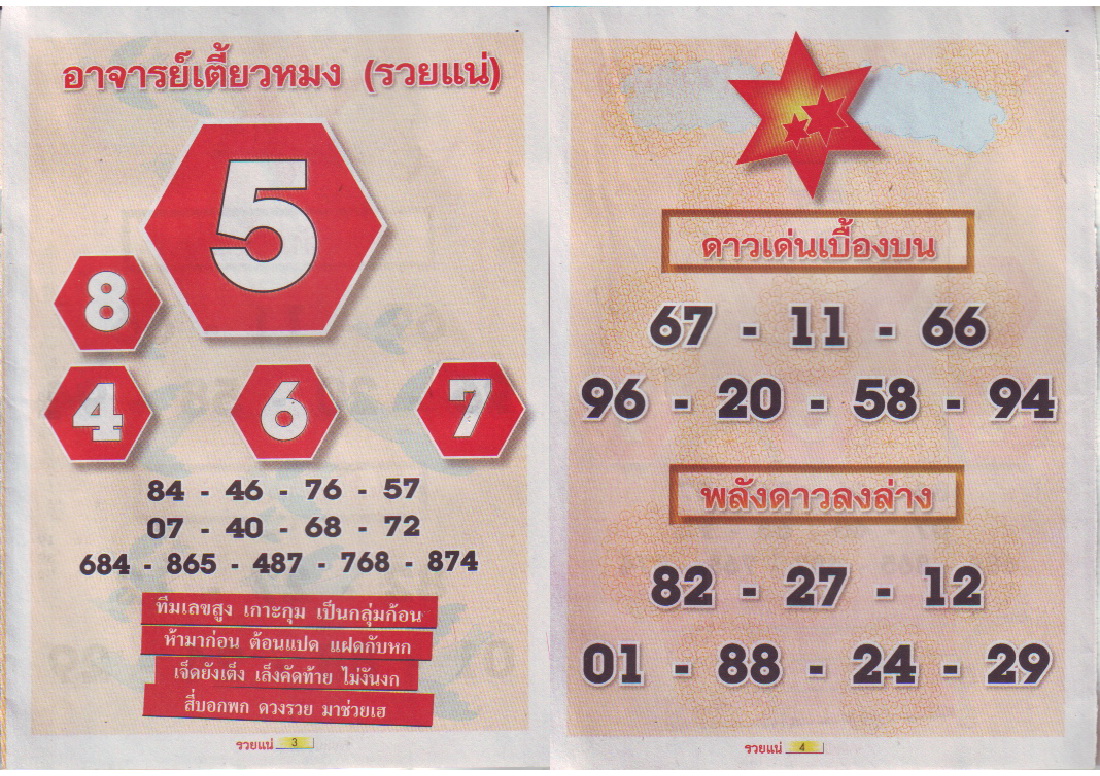 อาจารย์เตี้ยวหมง (รวยแน่)
5
8
4 6 7
84 - 46 - 76 - 57
07 - 40 - 68 - 72
684 - 865 - 487 - 768 - 874
ทีมเลขสูง เกาะกุม เป็นกลุ่มก้อน
ห้ามาก่อน ต้อนแปด แฝดกับหก
เจ็ดยังเต็ง เล็งคัดท้าย ไม่งันงก
สี่บอกพก ดวงรวย มาช่วยเฮ
รวยแน่ 3
ดาวเด่นเบื้องบน
67 - 11 - 66
96 - 20 - 58 - 94
พลังดาวลงล่าง
82 - 27 - 12
01 - 88 - 24 - 29
รวยแน่ 4